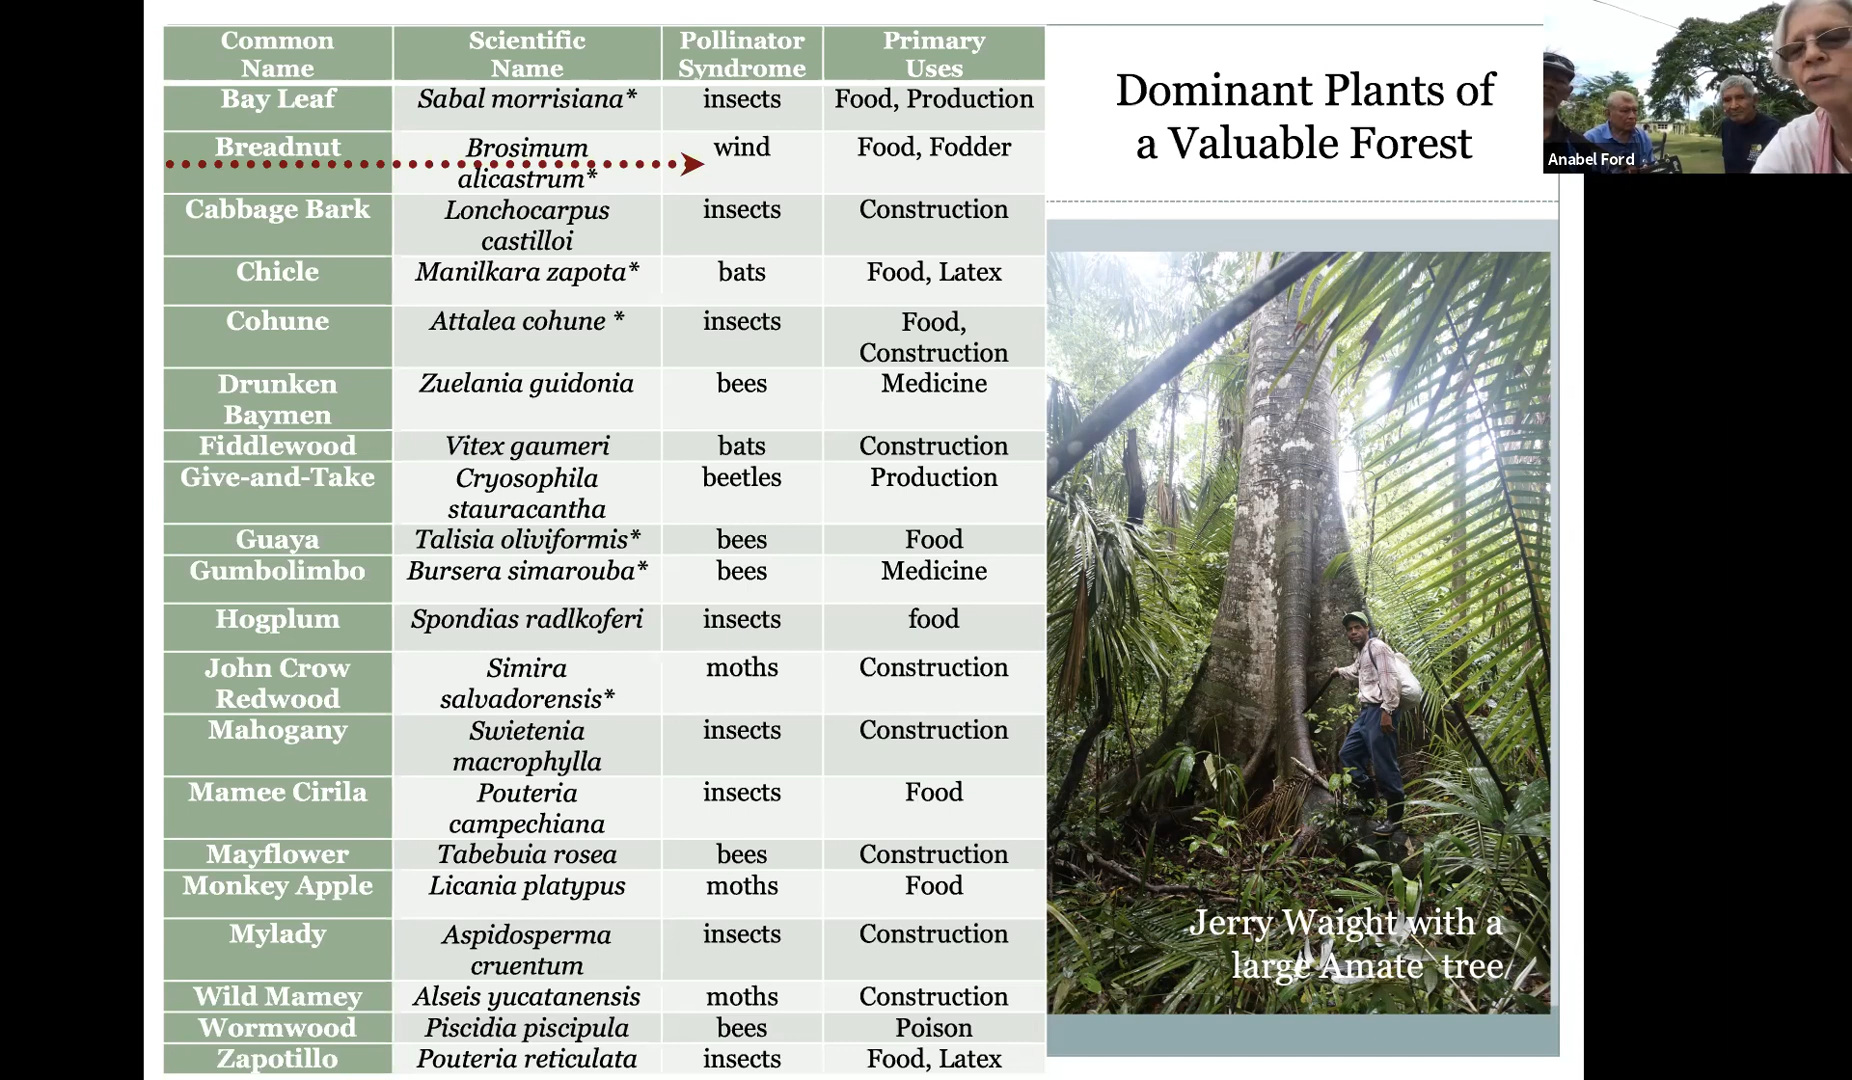 Common Name Scientific Name Pollinator Syndrome Primary Uses
Bay Leaf Sabal morrisiana* insects Food, Production
Breadnut Brosimum alicastrum* wind Food, Fodder
Cabbage Bark Lonchocarpus castilloi insects Construction
Chicle Manilkara zapota* bats Food, Latex
Cohune Attalea cohune * insects Food, Construction
Drunken Baymen Zuelania guidonia bees Medicine
Fiddlewood Vitex gaumeri bats Construction
Give-and-Take Cryosophila stauracantha beetles Production
Guaya Talisia oliviformis* bees Food
Gumbolimbo Bursera simarouba* bees Medicine
Hogplum Spondias radlkoferi insects food
John Crow Redwood Simira salvadorensis* moths Construction
Mahogany Swietenia macrophylla insects Construction
Mamee Cirila Pouteria campechiana insects Food
Mayflower Tabebuia rosea bees Construction
Monkey Apple Licania platypus moths Food
Mylady Aspidosperma cruentum insects Construction
Wild Mamey Alseis yucatanensis moths Construction
Wormwood Piscidia piscipula bees Poison
Zapotillo Pouteria reticulata insects Food, Latex
Dominant Plants of
a Valuable Forest
Jerry Waight with a
large Amate tree
Anabel Ford